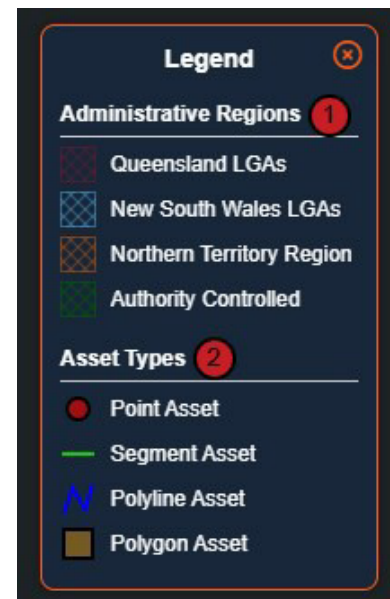 Legend
Administrative Regions 1
Queensland LGAs
New South Wales LGAs
Northern Territory Region
Authority Controlled
Asset Types 2
Point Asset
Segment Asset
Polyline Asset
Polygon Asset